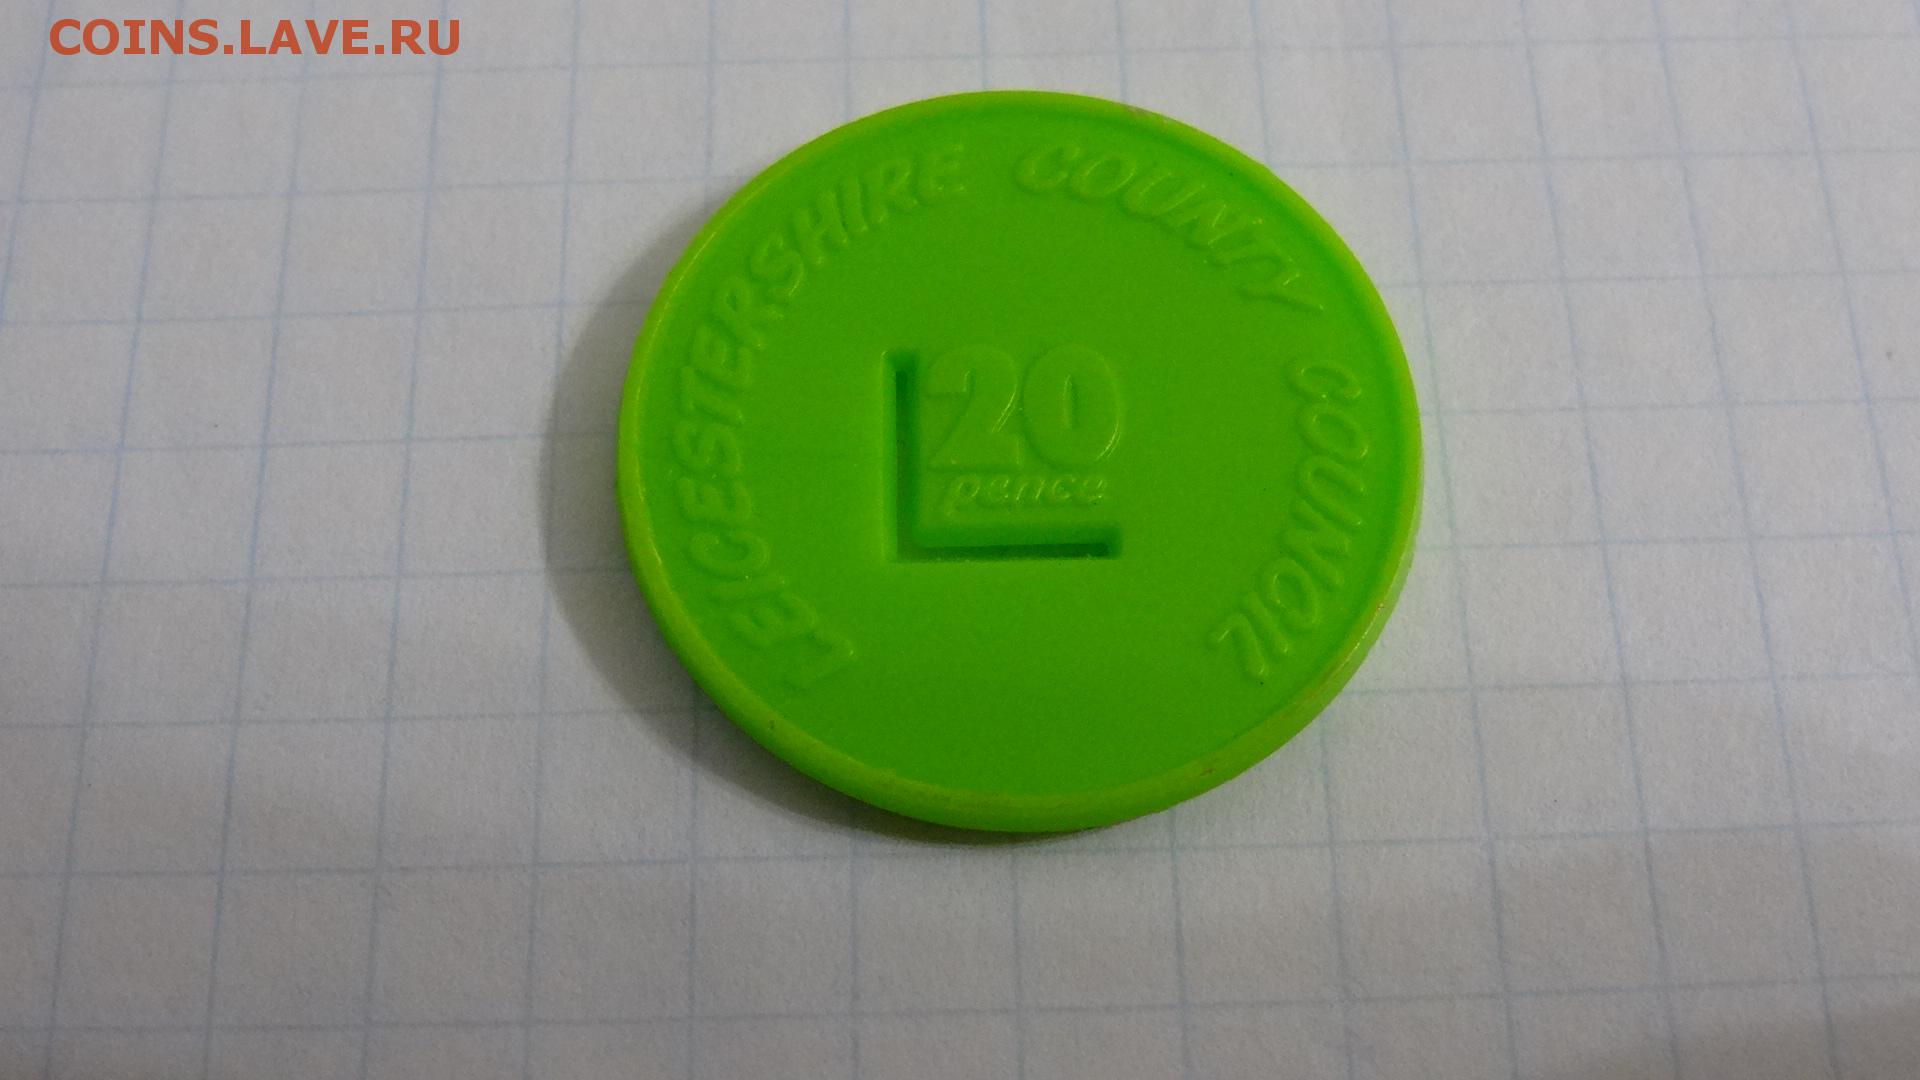 COINS.LAVE.RU
LEICESTERSHIRE COUNTY COUNCIL
20
pence